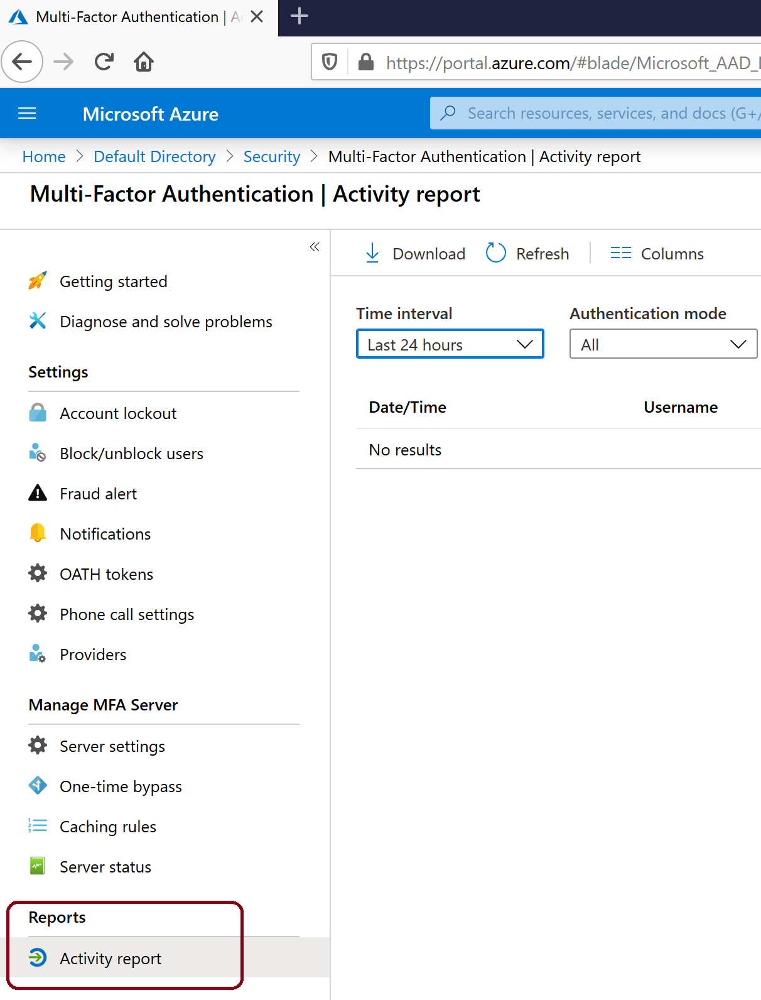 Multi-Factor Authentication | Ac
https://portal.azure.com/#blade/Microsoft_AAD_
Microsoft Azure
Search resources, services, and docs (G+/
Home > Default Directory > Security > Multi-Factor Authentication | Activity report
Multi-Factor Authentication | Activity report
«
Download
Refresh
Columns
Getting started
Diagnose and solve problems
Settings
Account lockout
Block/unblock users
Fraud alert
Notifications
OATH tokens
Phone call settings
Providers
Manage MFA Server
Server settings
One-time bypass
Caching rules
Server status
Reports
Activity report
Time interval
Authentication mode
Last 24 hours
All
Date/Time
Username
No results